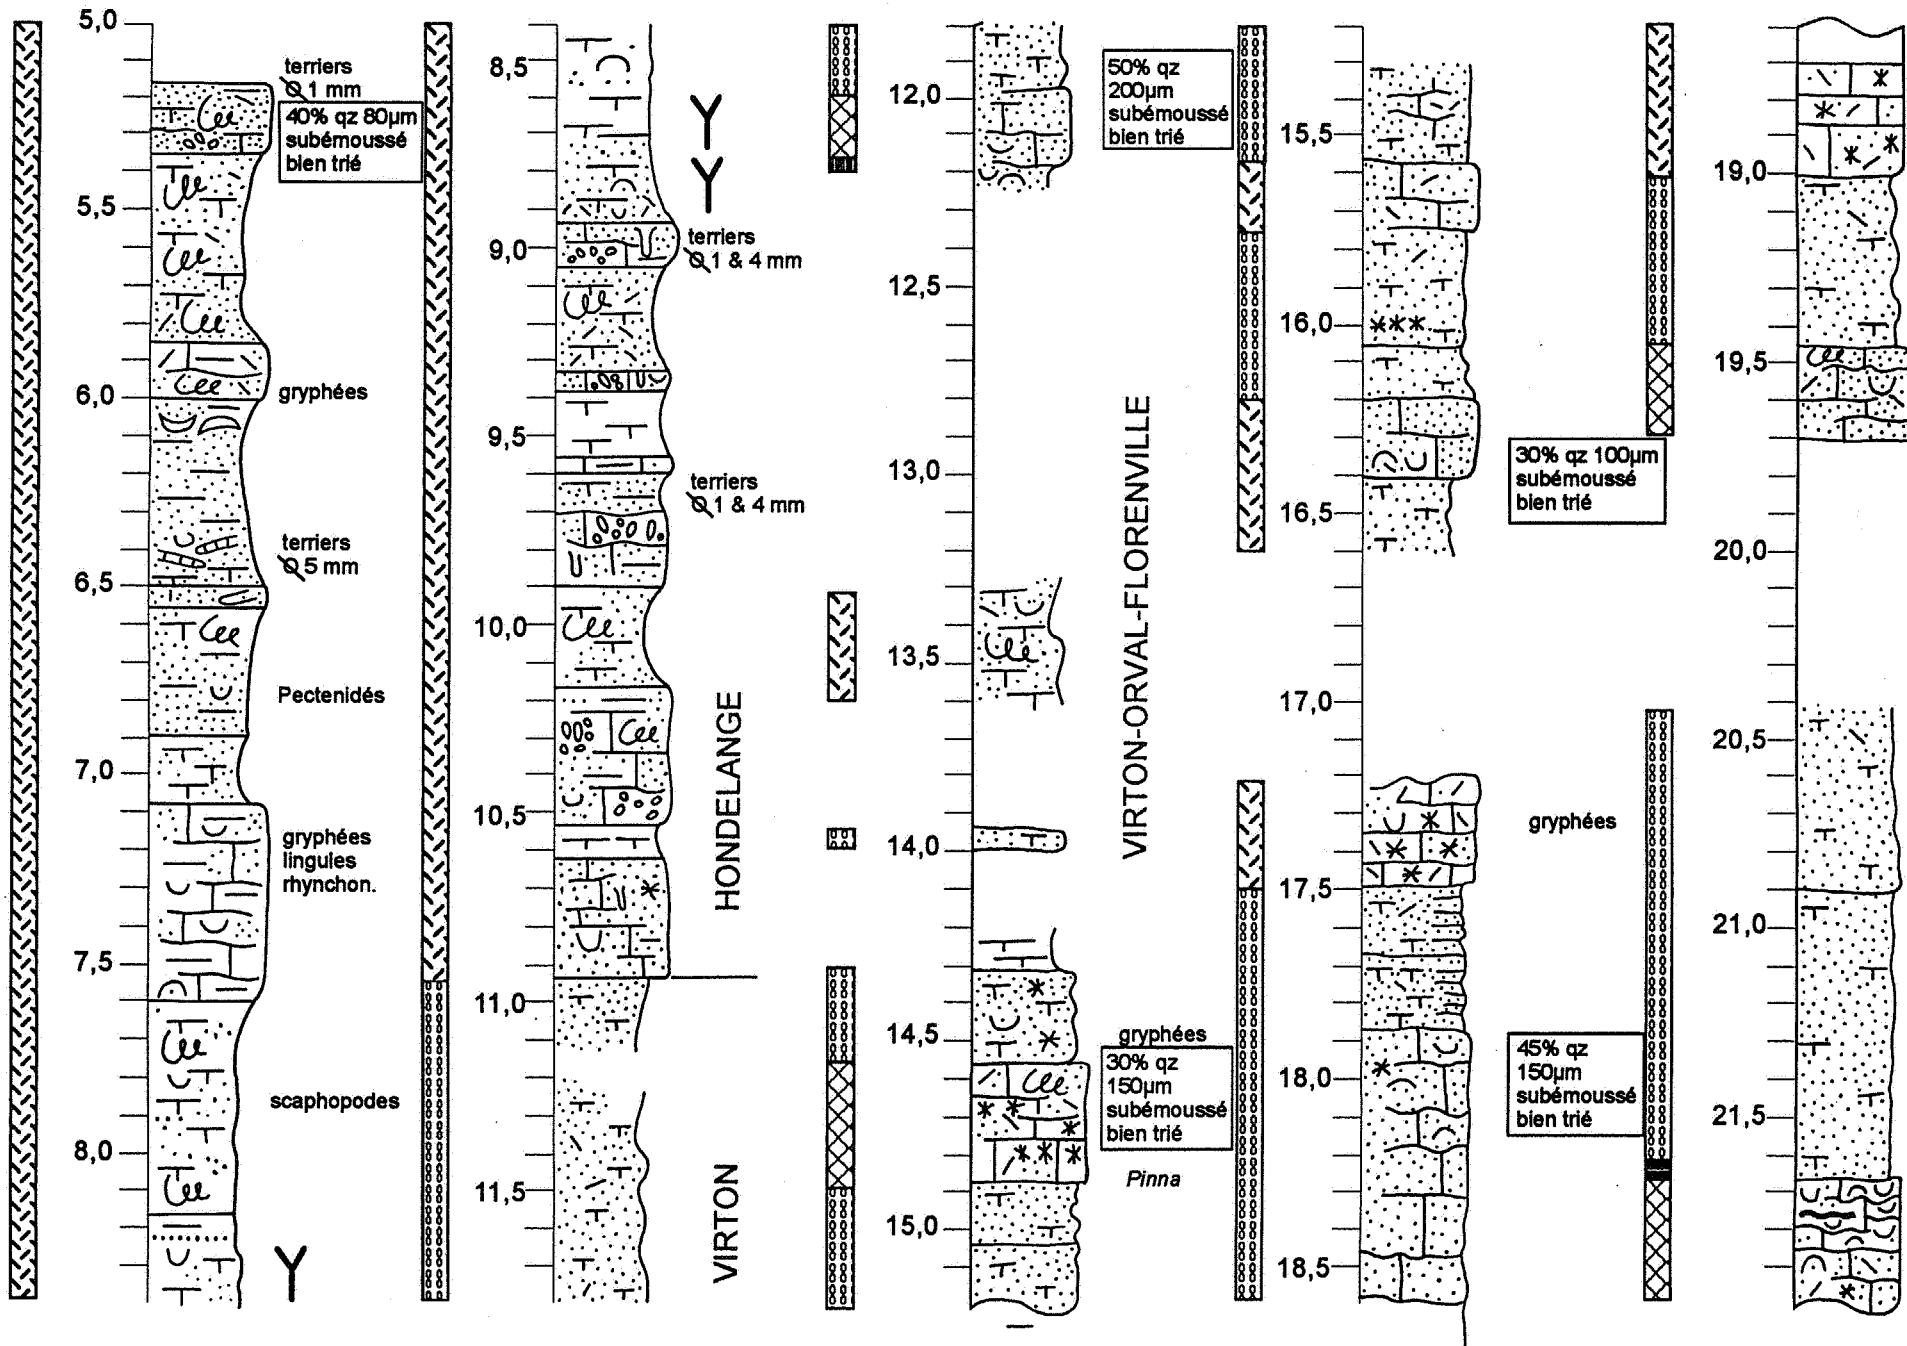 5,0
5,5
6,0
6,5
7,0
7,5
8,0
terriers
Ø 1 mm
40% qz 80µm
subémoussé
bien trié
gryphées
terriers
Ø 5 mm
Pectenidés
gryphées
lingules
rhynchon.
scaphopodes
Y
8,5
9,0
9,5
10,0
10,5
11,0
11,5
Y
Y
terriers
Ø 1 & 4 mm
terriers
Ø 1 & 4 mm
HONDELANGE
VIRTON
12,0
12,5
13,0
13,5
14,0
14,5
15,0
50% qz
200µm
subémoussé
bien trié
VIRTON-ORVAL-FLORENVILLE
gryphées
30% qz
150µm
subémoussé
bien trié
Pinna
15,5
16,0
16,5
17,0
17,5
18,0
18,5
30% qz 100µm
subémoussé
bien trié
gryphées
45% qz
150µm
subémoussé
bien trié
19,0
19,5
20,0
20,5
21,0
21,5